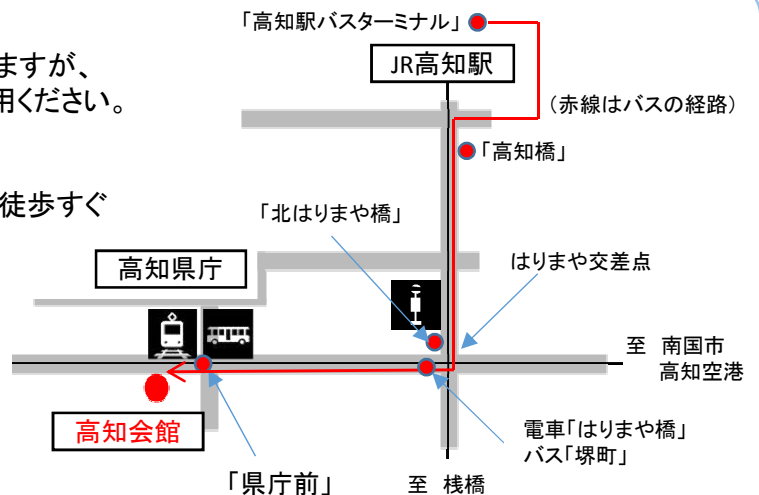 「高知駅バスターミナル」
ますが、
JR高知駅
用ください。
（赤線はバスの経路）
「高知橋」
徒歩すぐ
「北はりまや橋」
高知県庁
はりまや交差点
至 南国市
高知空港
高知会館
電車「はりまや橋」
バス「堺町」
「県庁前」
至 桟橋